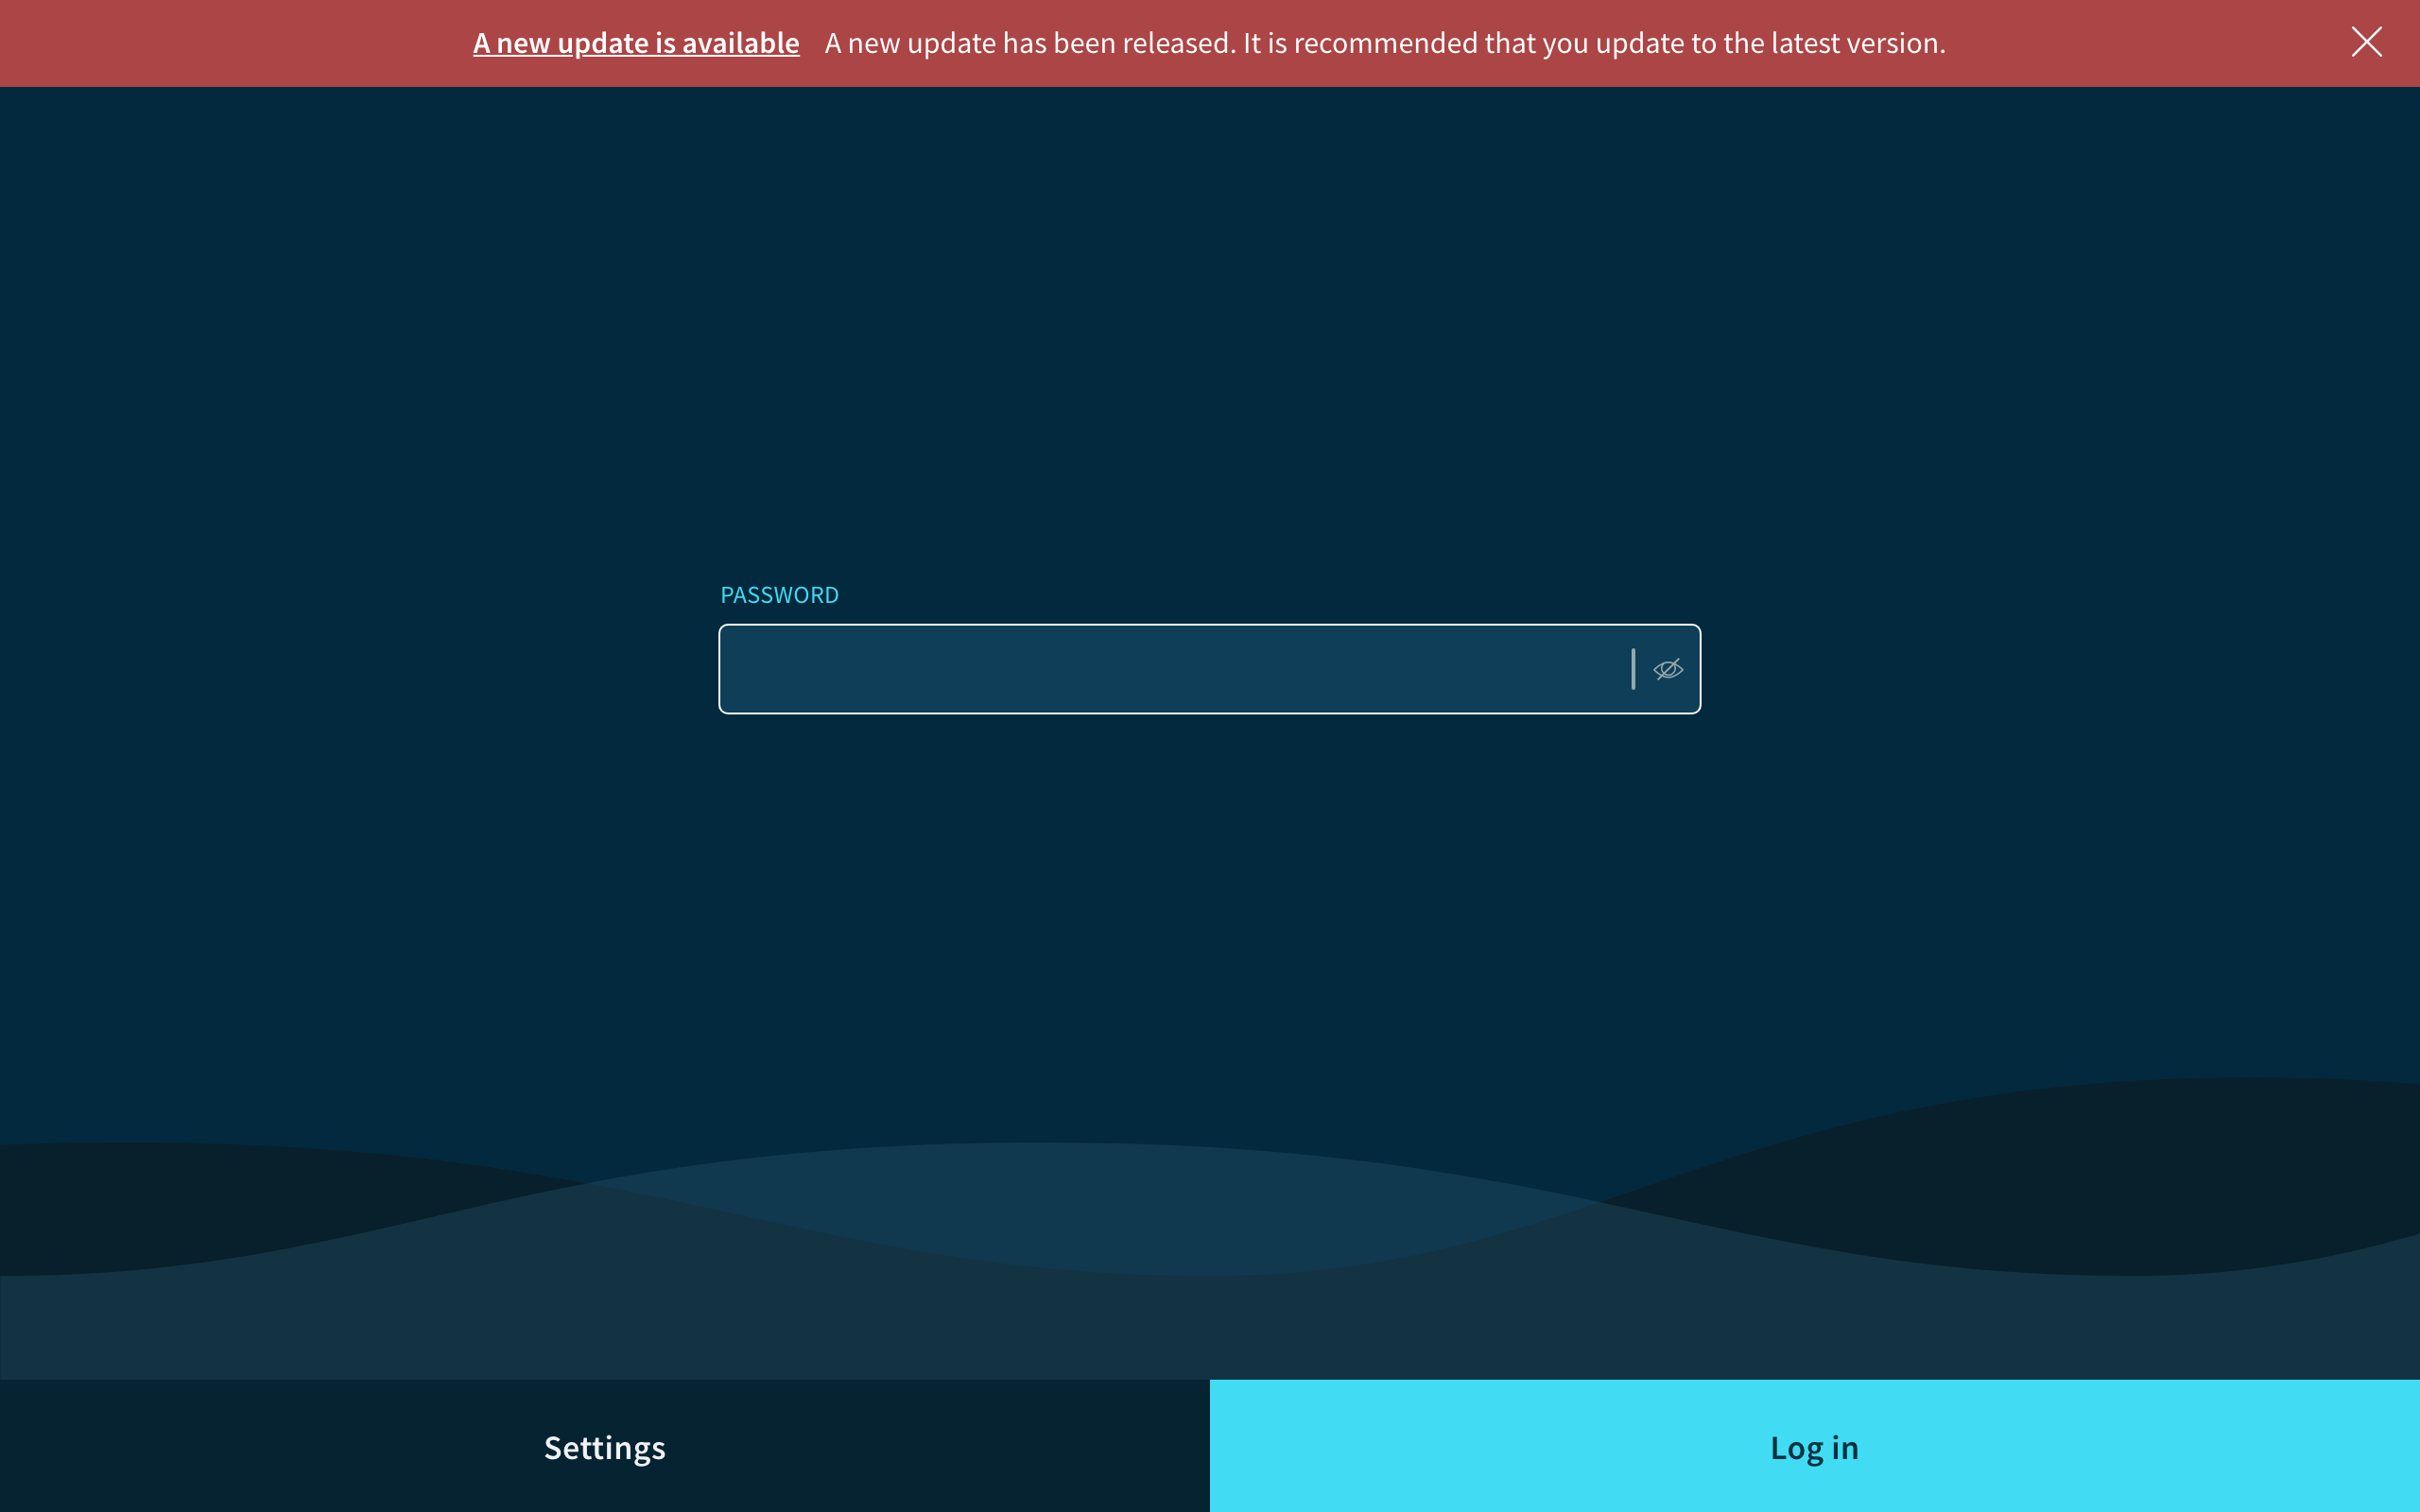 A new update is available A new update has been released. It is recommended that you update to the latest version.
PASSWORD
Settings
Log in